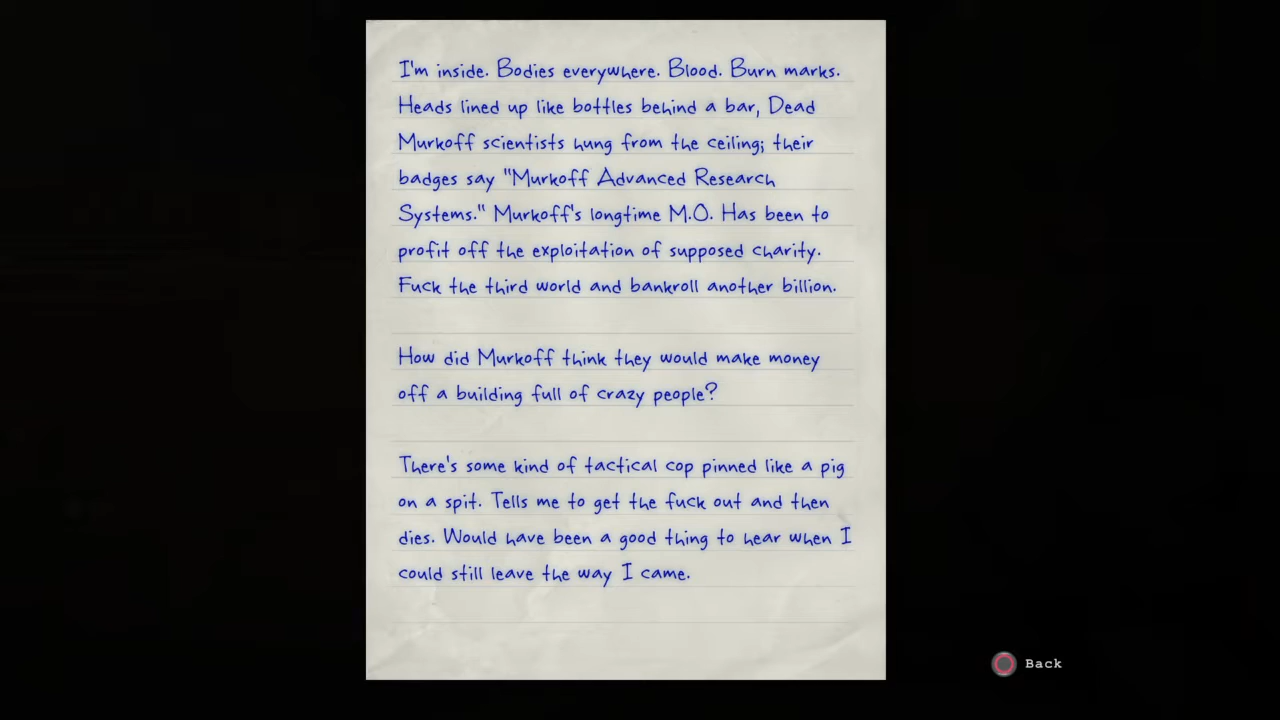 I'm inside. Bodies everywhere. Blood. Burn marks.
Heads lined up like bottles behind a bar, Dead
Murkoff scientists hung from the ceiling; their
badges say "Murkoff Advanced Research
Systems." Murkoff's longtime M.O. Has been to
profit off the exploitation of supposed charity.
Fuck the third world and bankroll another billion.
How did Murkoff think they would make money
off a building full of crazy people?
There's some kind of tactical cop pinned like a pig
on a spit. Tells me to get the fuck out and then
dies. Would have been a good thing to hear when I
could still leave the way I came.
Back